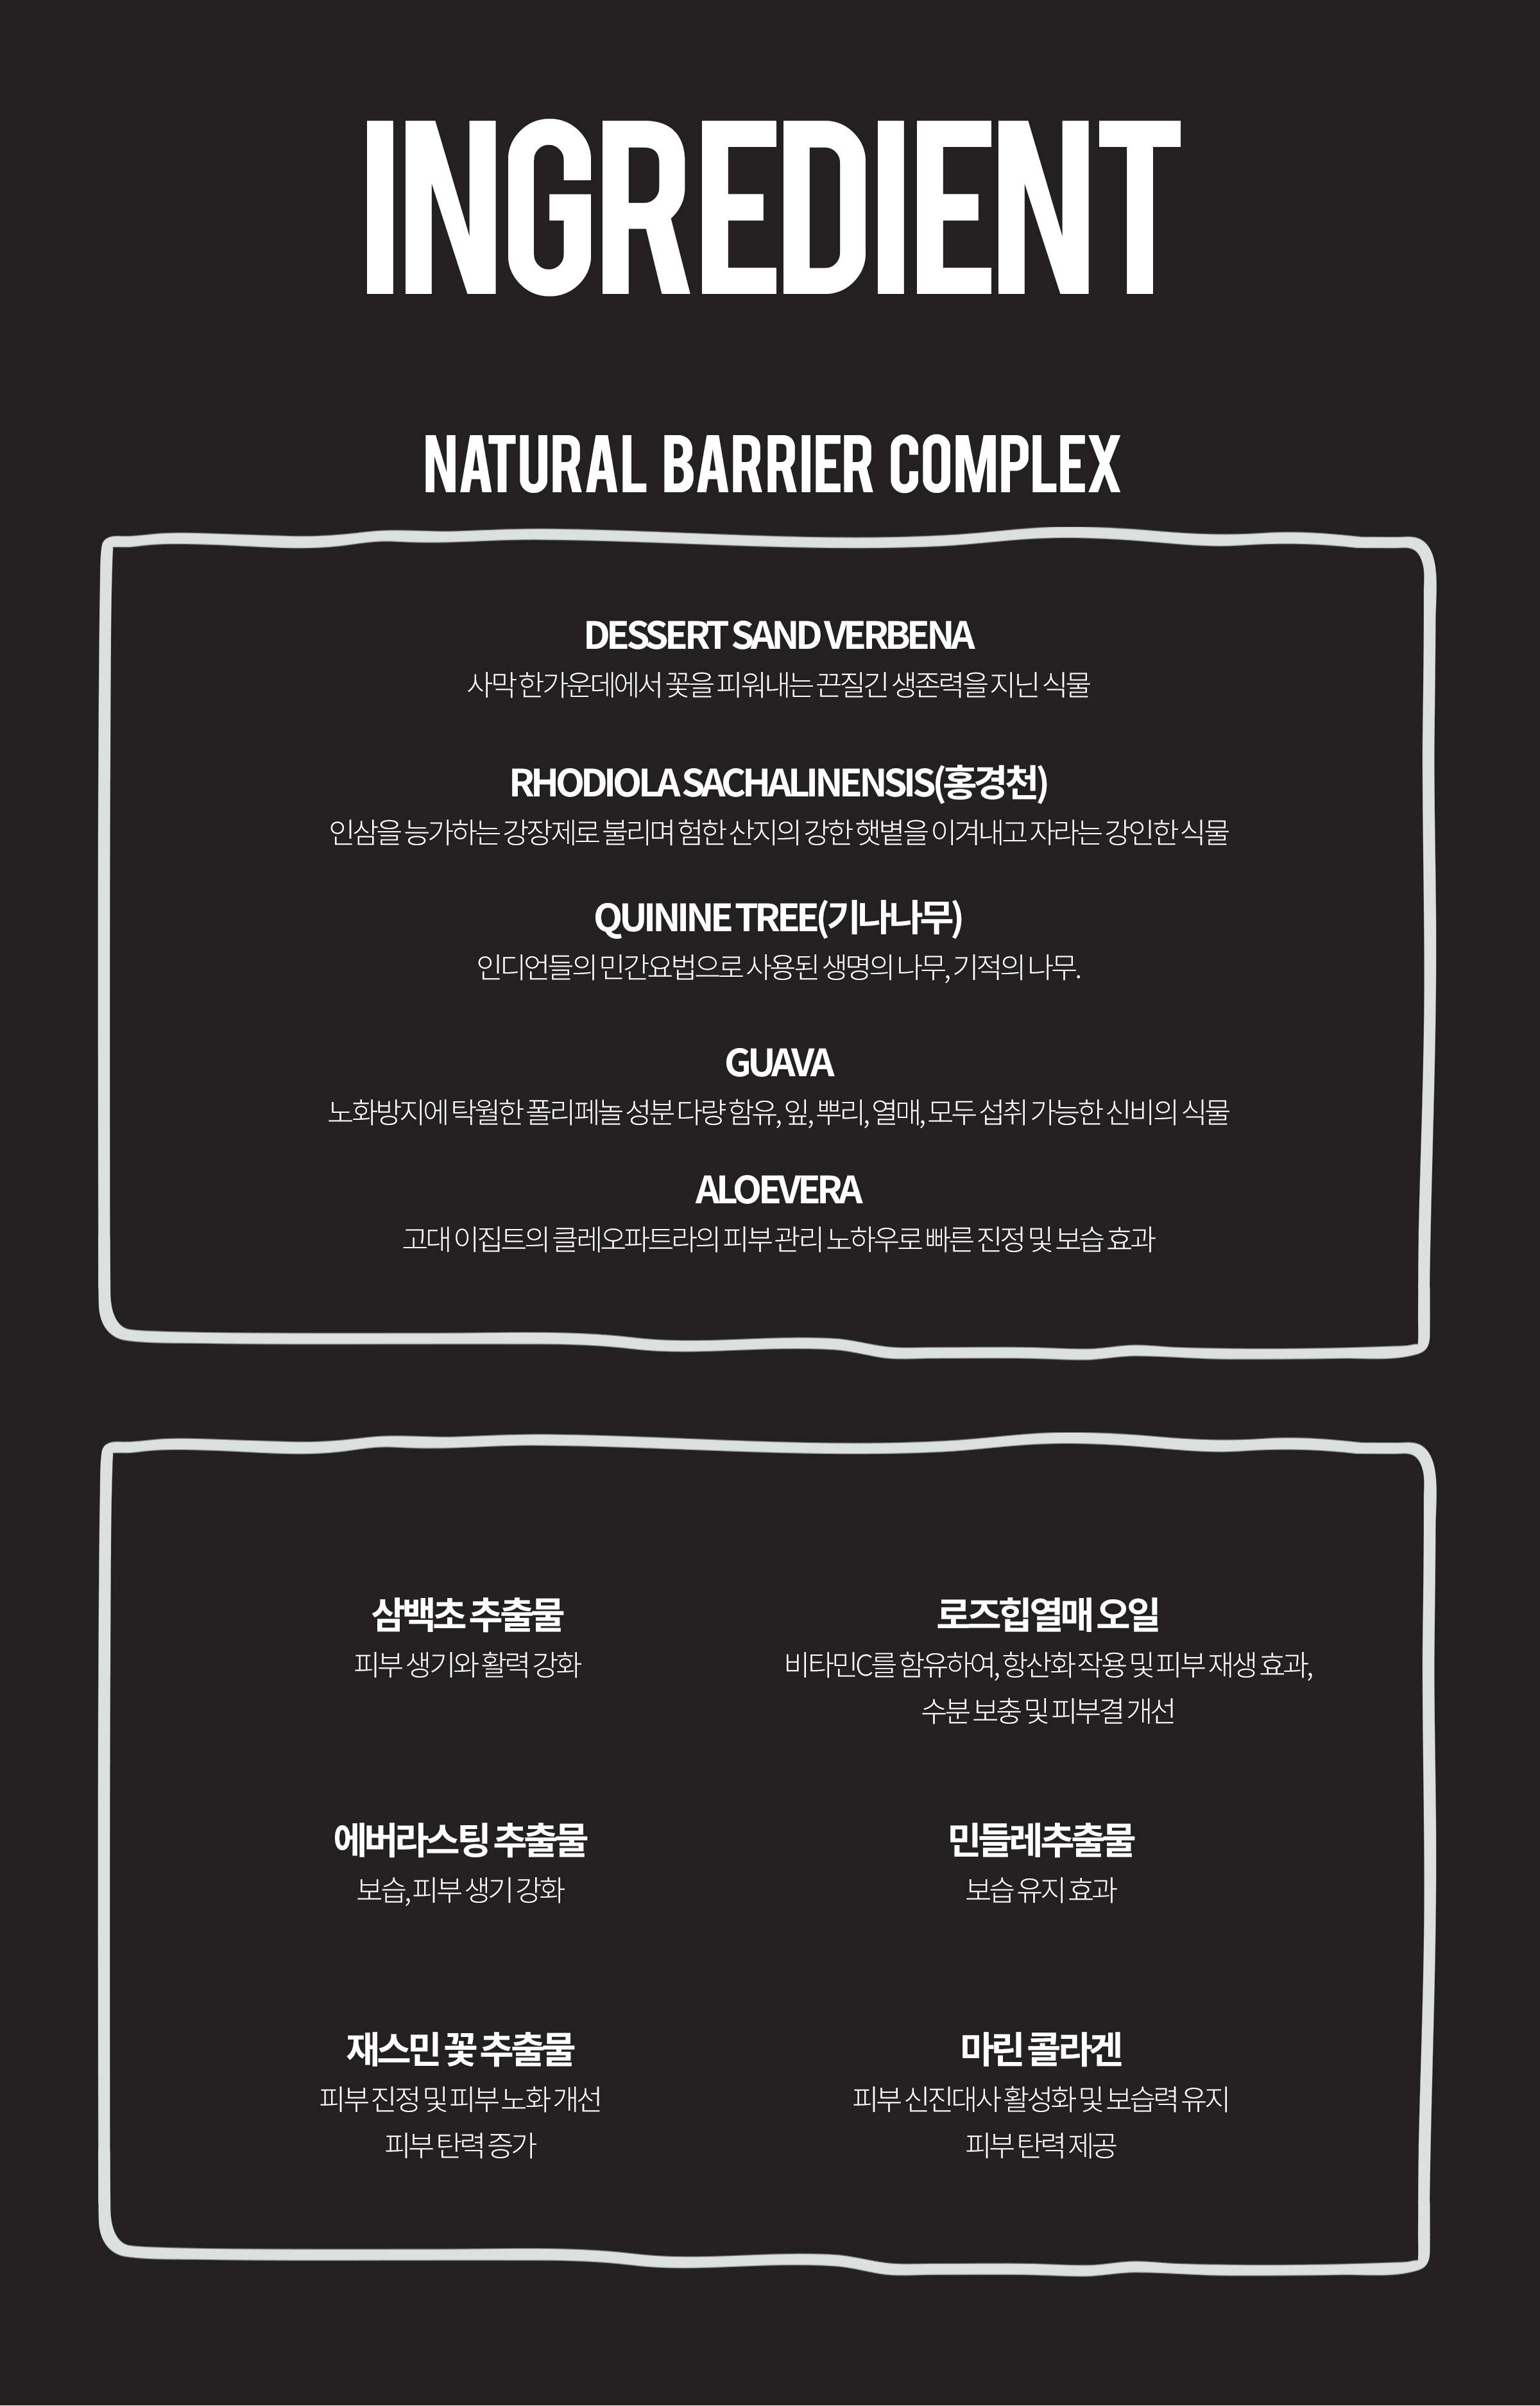 INGREDIENT
NATURAL BARRIER COMPLEX
DESSERT SAND VERBENA
사막 한가운데에서 꽃을 피워내는 끈질긴 생존력을 지닌 식물
RHODIOLA SACHALINENSIS(홍경천)
인삼을 능가하는 강장제로 불리며 험한 산지의 강한 햇볕을 이겨내고 자라는 강인한 식물
QUININE TREE(기나나무)
인디언들의 민간요법으로 사용된 생명의 나무, 기적의 나무.
GUAVA
노화방지에 탁월한 폴리페놀 성분 다량 함유, 잎, 뿌리, 열매, 모두 섭취 가능한 신비의 식물
ALOEVERA
고대 이집트의 클레오파트라의 피부 관리 노하우로 빠른 진정 및 보습 효과
삼백초 추출물
피부 생기와 활력 강화
로즈힙열매 오일
비타민C를 함유하여, 항산화 작용 및 피부 재생 효과,
수분 보충 및 피부결 개선
에버라스팅 추출물
보습, 피부 생기 강화
민들레추출물
보습 유지 효과
재스민 꽃 추출물
피부 진정 및 피부 노화 개선
피부 탄력 증가
마린 콜라겐
피부 신진대사 활성화 및 보습력 유지
피부 탄력 제공